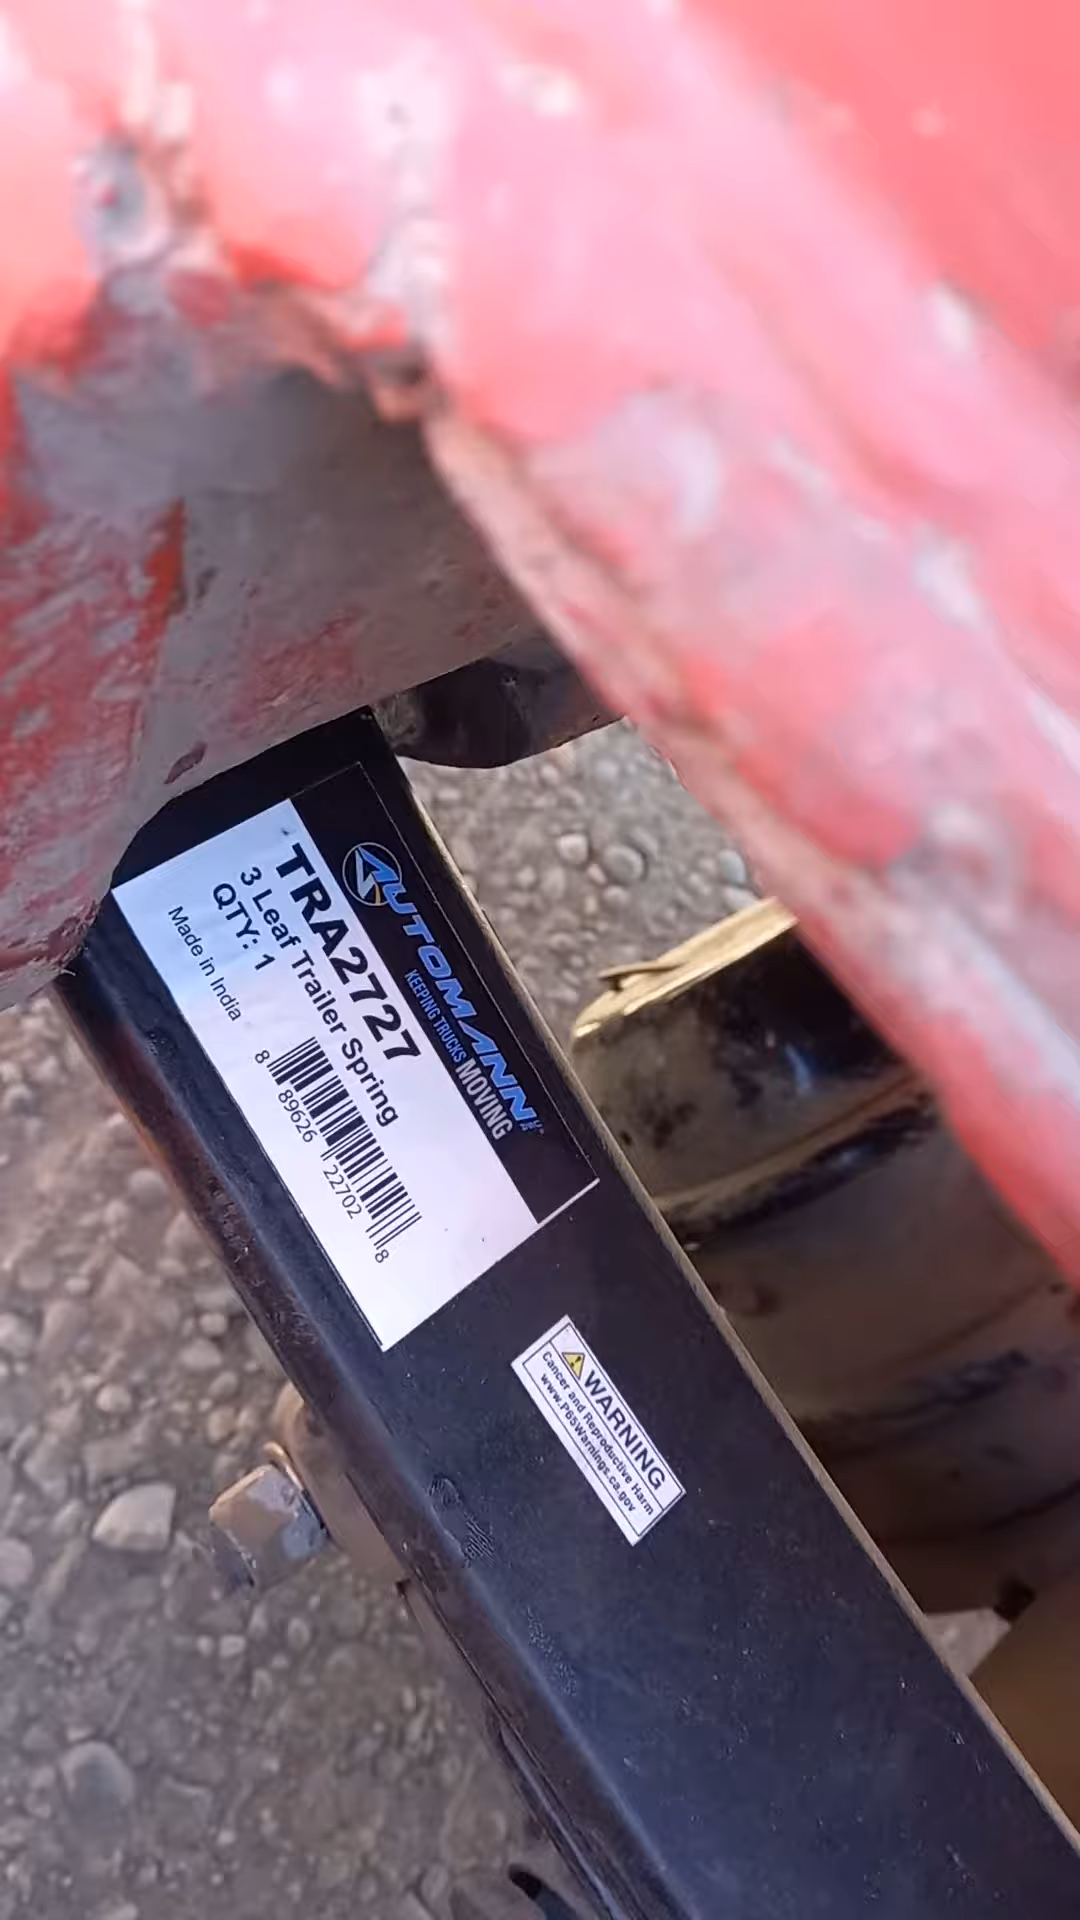 AUTOMANN USA
KEEPING TRUCKS MOVING
TRA2727
3 Leaf Trailer Spring
QTY: 1
Made in India
8 89626 22702 8
WARNING
Cancer and Reproductive Harm
www.P65Warnings.ca.gov